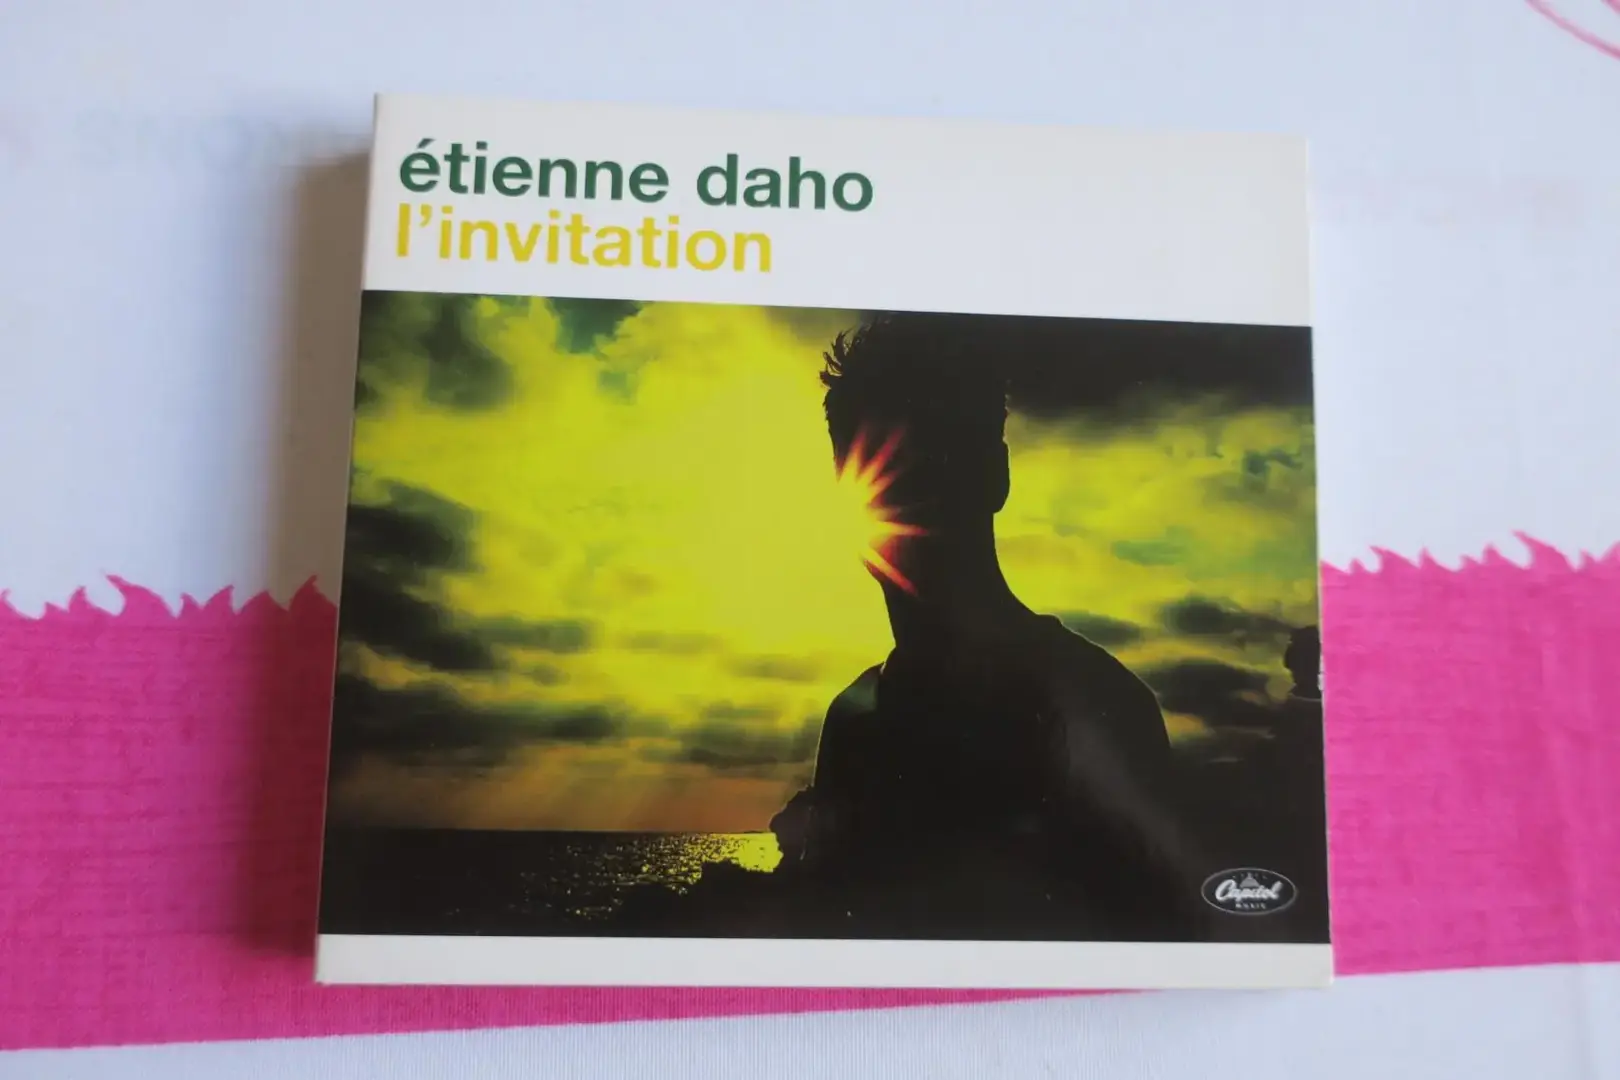 étienne daho
l'invitation
Capitol